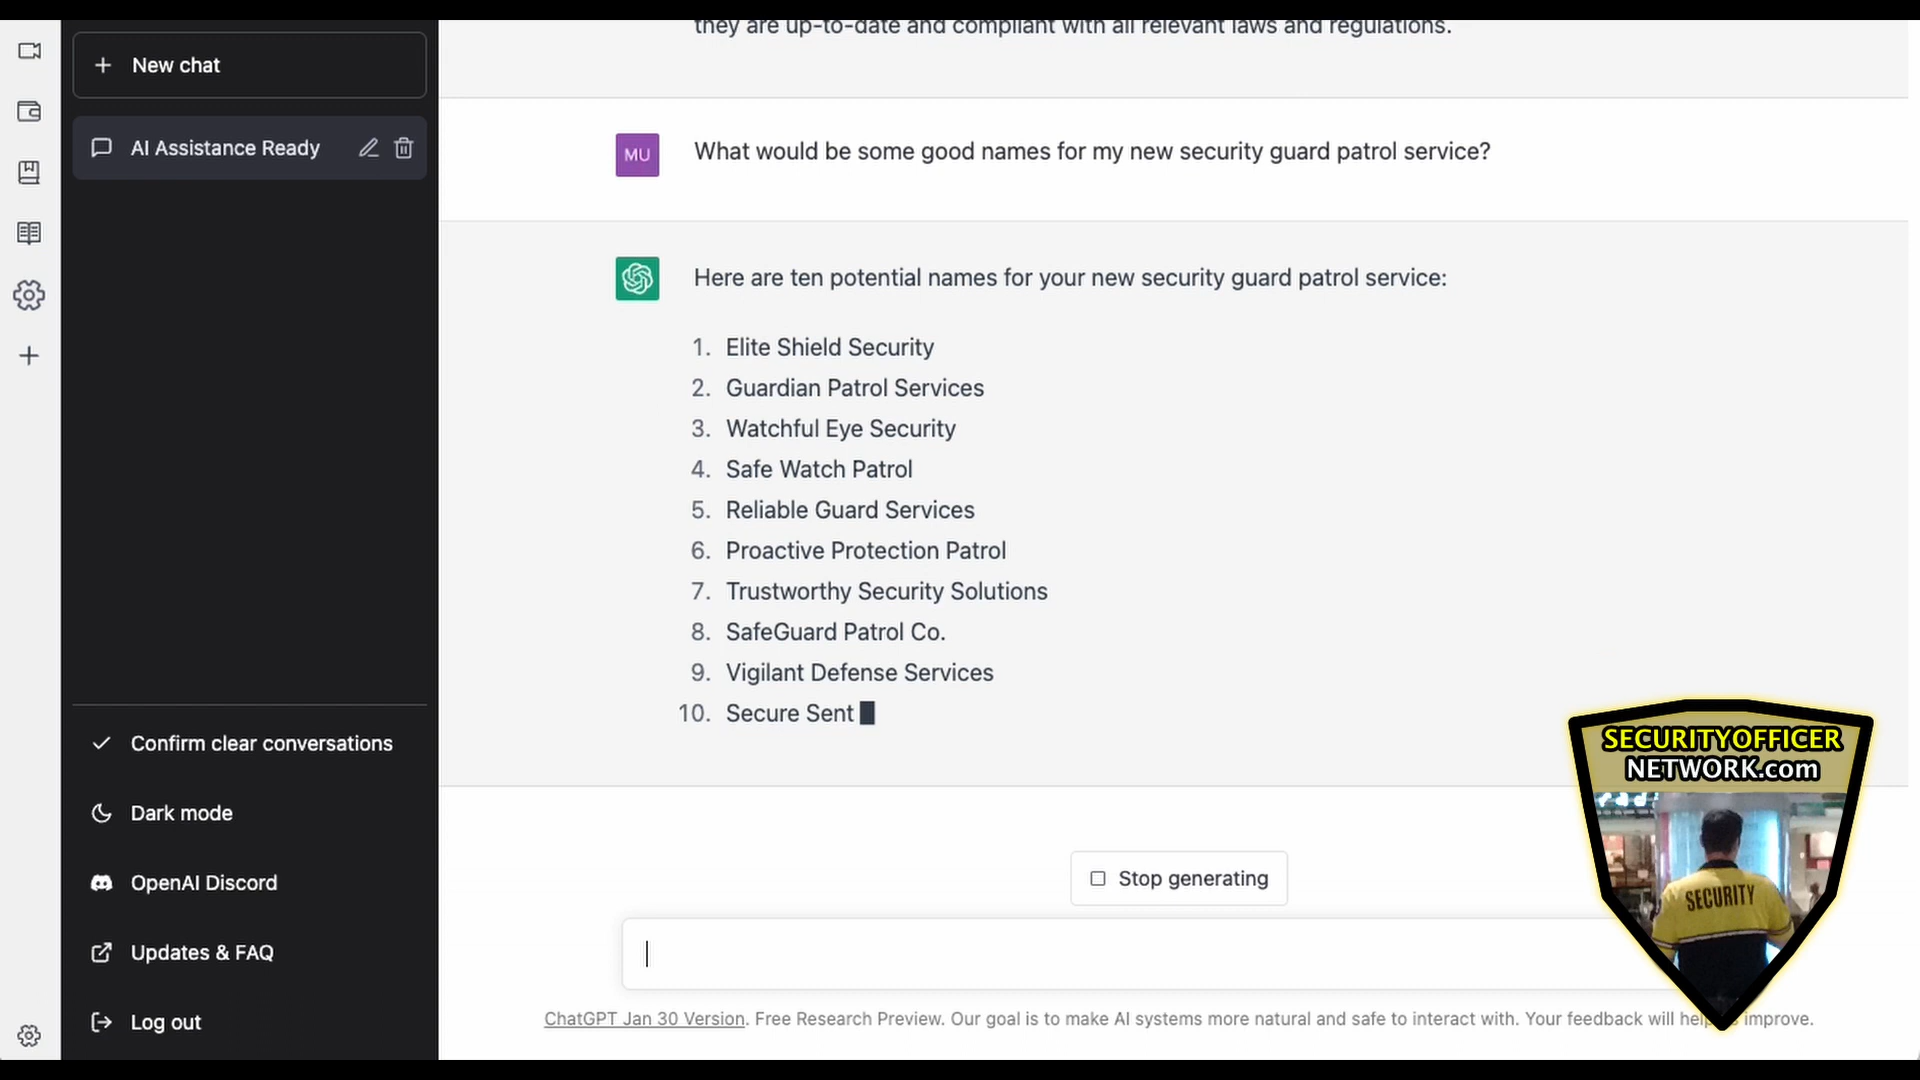 they are up-to-date and compliant with all relevant laws and regulations.
New chat
AI Assistance Ready
MU
What would be some good names for my new security guard patrol service?
Here are ten potential names for your new security guard patrol service:
1. Elite Shield Security
2. Guardian Patrol Services
3. Watchful Eye Security
4. Safe Watch Patrol
5. Reliable Guard Services
6. Proactive Protection Patrol
7. Trustworthy Security Solutions
8. SafeGuard Patrol Co.
9. Vigilant Defense Services
10. Secure Sent
Confirm clear conversations
Dark mode
OpenAI Discord
Updates & FAQ
Log out
Stop generating
ChatGPT Jan 30 Version. Free Research Preview. Our goal is to make AI systems more natural and safe to interact with. Your feedback will improve.
SECURITYOFFICER
NETWORK.com
SECURITY